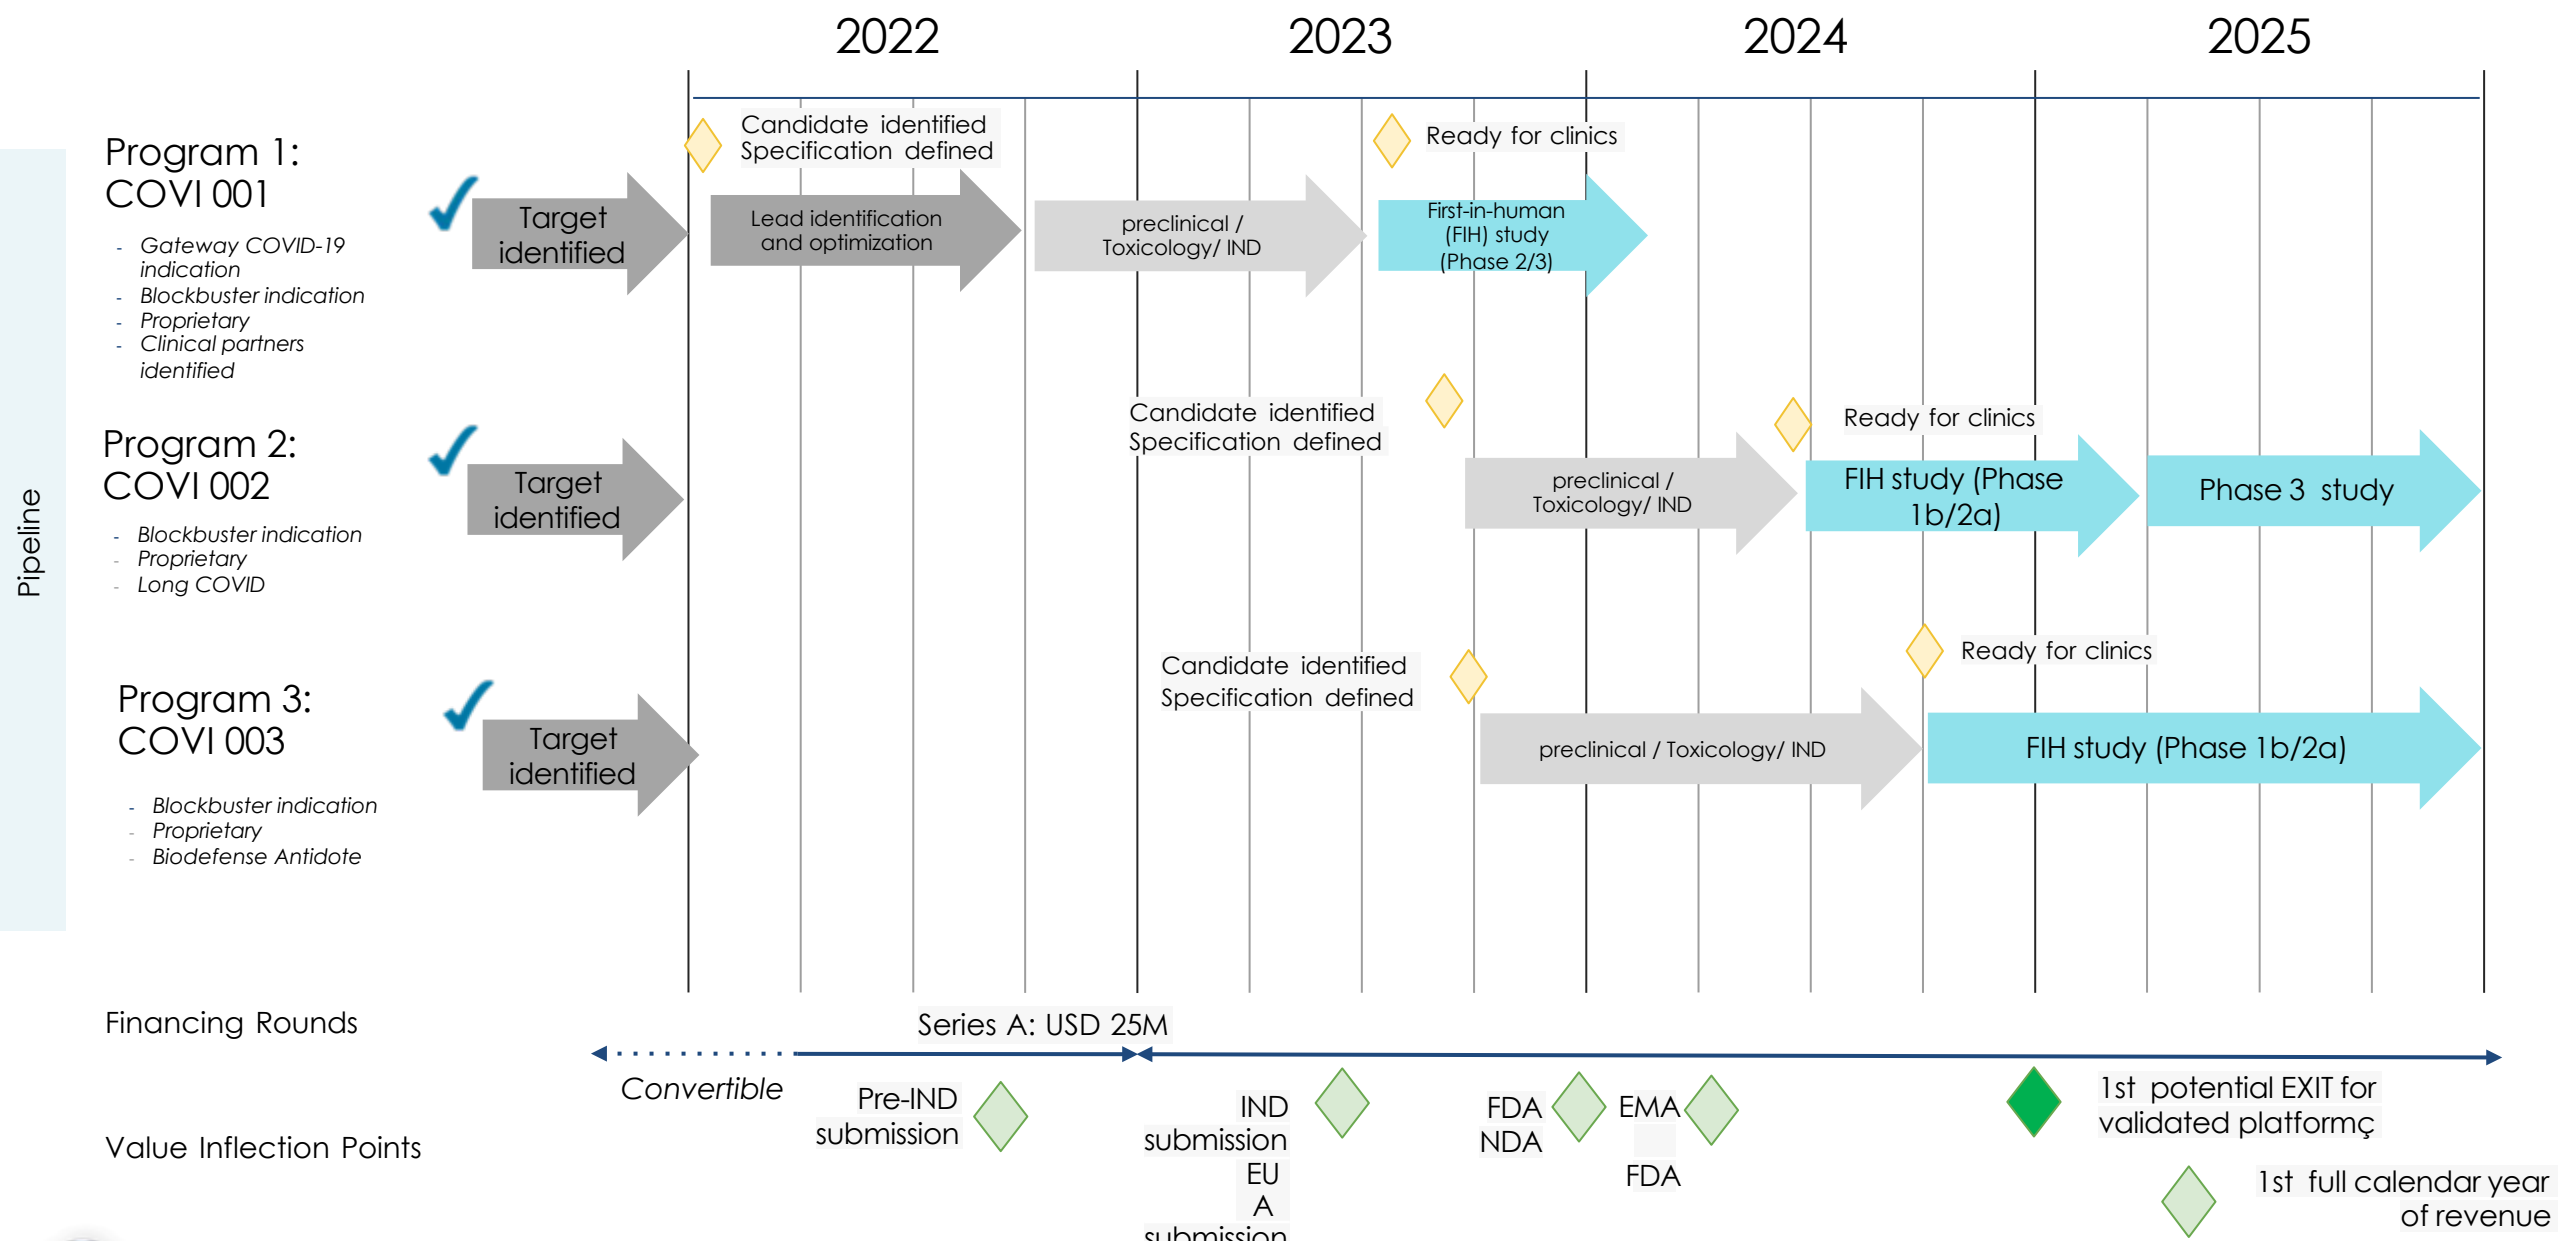 2022
2023
2024
2025
Pipeline
Program 1:
COVI 001
- Gateway COVID-19
indication
- Blockbuster indication
- Proprietary
- Clinical partners
identified
Target
identified
Candidate identified
Specification defined
Lead identification
and optimization
preclinical /
Toxicology/ IND
Ready for clinics
First-in-human
(FIH) study
(Phase 2/3)
Program 2:
COVI 002
- Blockbuster indication
- Proprietary
- Long COVID
Target
identified
Candidate identified
Specification defined
preclinical /
Toxicology/ IND
Ready for clinics
FIH study (Phase
1b/2a)
Phase 3 study
Program 3:
COVI 003
- Blockbuster indication
- Proprietary
- Biodefense Antidote
Target
identified
Candidate identified
Specification defined
preclinical / Toxicology/ IND
Ready for clinics
FIH study (Phase 1b/2a)
Financing Rounds
Series A: USD 25M
Convertible
Value Inflection Points
Pre-IND
submission
IND
submission
EU
A
submission
FDA
NDA
EMA
FDA
1st potential EXIT for
validated platformç
1st full calendar year
of revenue